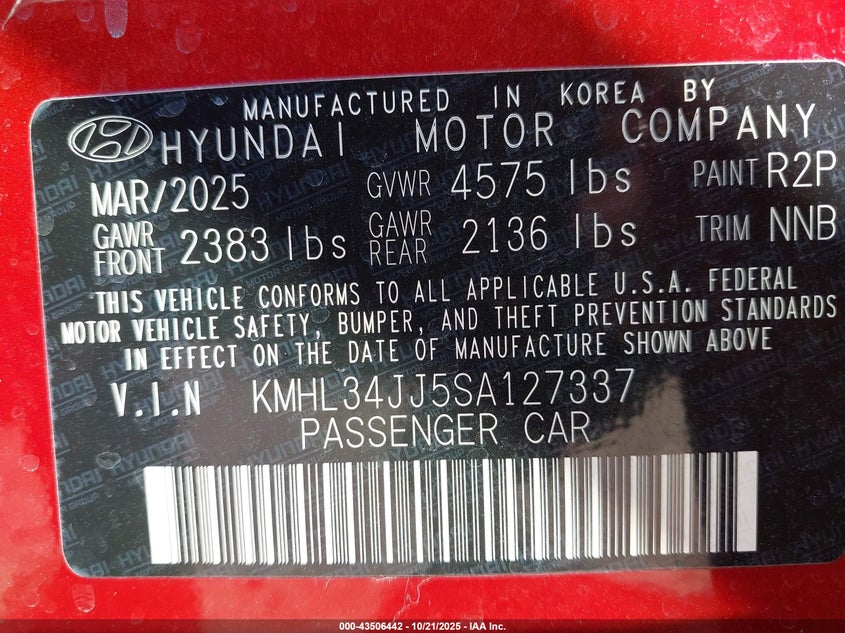 MANUFACTURED IN KOREA BY
HYUNDAI MOTOR COMPANY
MAR/2025 GVWR 4575 lbs PAINT R2P
GAWR FRONT 2383 lbs GAWR REAR 2136 lbs TRIM NNB
THIS VEHICLE CONFORMS TO ALL APPLICABLE U.S.A. FEDERAL
MOTOR VEHICLE SAFETY, BUMPER, AND THEFT PREVENTION STANDARDS
IN EFFECT ON THE DATE OF MANUFACTURE SHOWN ABOVE
V.I.N KMHL34JJ5SA127337
PASSENGER CAR
000-43506442 - 10/21/2025 - IAA Inc.